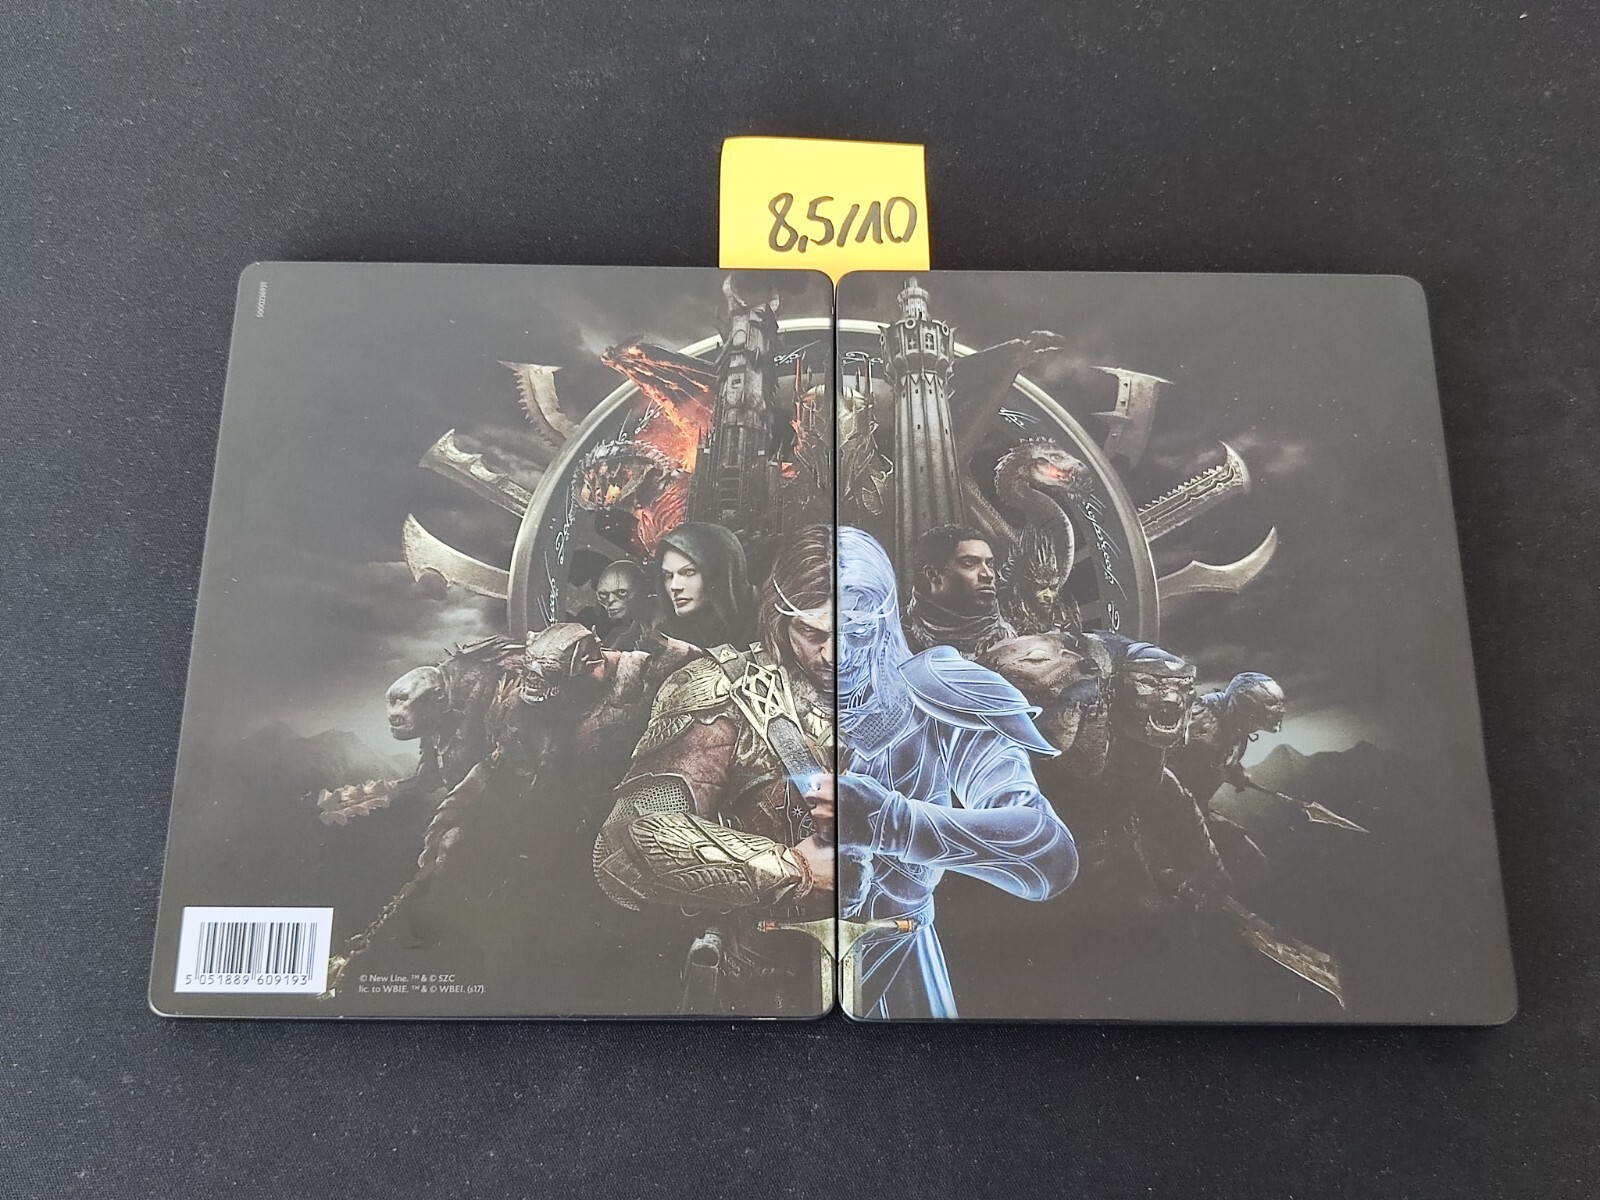 8,5/10
5 051889 609193
© New Line. ™ & © SZC
lic. to WBIE. ™ & © WBEI. (s17).